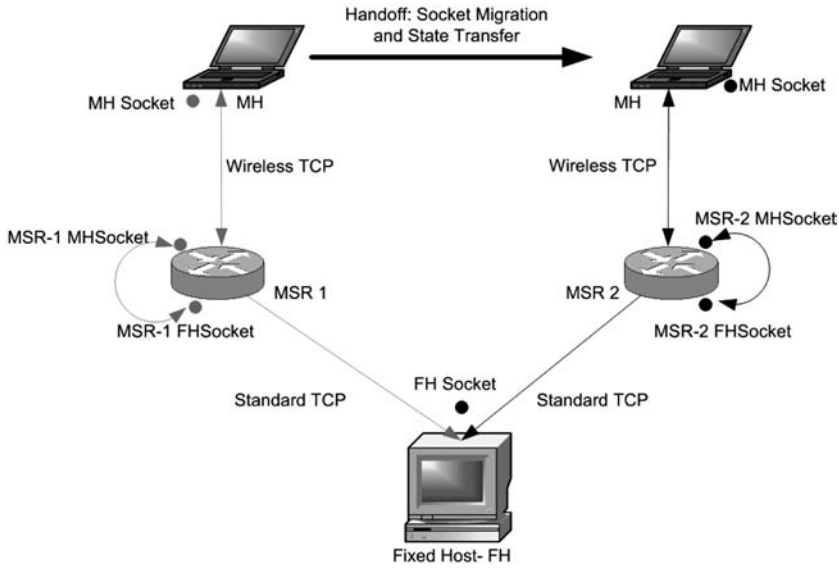 Handoff: Socket Migration
and State Transfer
MH Socket
MH
MH
MH Socket
Wireless TCP
Wireless TCP
MSR-1 MHSocket
MSR-2 MHSocket
MSR 1
MSR 2
MSR-1 FHSocket
MSR-2 FHSocket
FH Socket
Standard TCP
Standard TCP
Fixed Host- FH